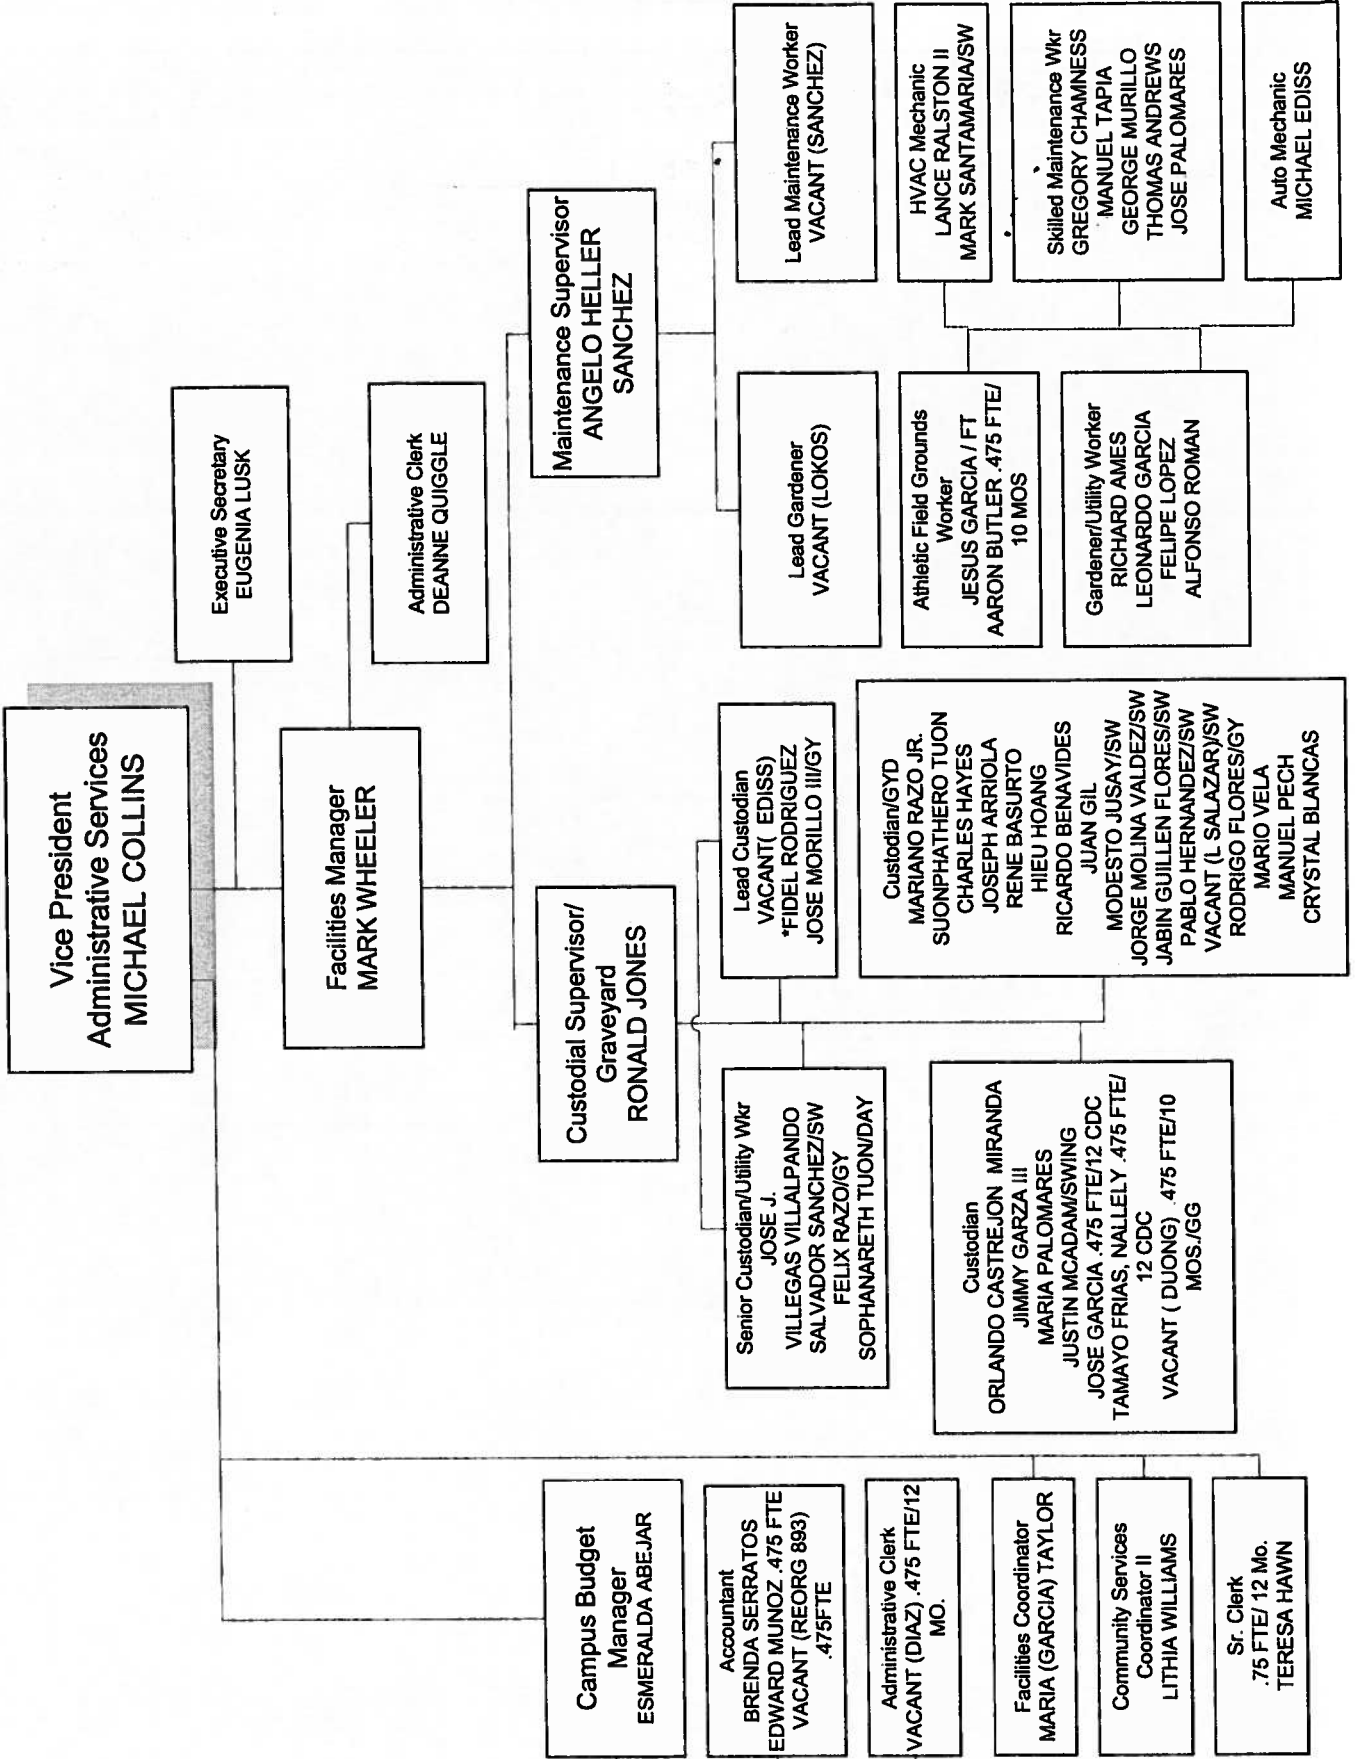 Vice President
Administrative Services
MICHAEL COLLINS
Executive Secretary
EUGENIA LUSK
Facilities Manager
MARK WHEELER
Administrative Clerk
DEANNE QUIGGLE
Campus Budget
Manager
ESMERALDA ABEJAR
Accountant
BRENDA SERRATOS
EDWARD MUNOZ .475 FTE
VACANT (REORG 893)
.475FTE
Administrative Clerk
VACANT (DIAZ) .475 FTE/12
MO.
Facilities Coordinator
MARIA (GARCIA) TAYLOR
Community Services
Coordinator II
LITHIA WILLIAMS
Sr. Clerk
.75 FTE/ 12 Mo.
TERESA HAWN
Custodial Supervisor/
Graveyard
RONALD JONES
Senior Custodian/Utility Wkr
JOSE J.
VILLEGAS VILLALPANDO
SALVADOR SANCHEZ/SW
FELIX RAZO/GY
SOPHANARETH TUON/DAY
Lead Custodian
VACANT( EDISS)
*FIDEL RODRIGUEZ
JOSE MORILLO III/GY
Custodian
ORLANDO CASTREJON MIRANDA
JIMMY GARZA III
MARIA PALOMARES
JUSTIN MCADAM/SWING
JOSE GARCIA .475 FTE/12 CDC
TAMAYO FRIAS, NALLELY .475 FTE/
12 CDC
VACANT ( DUONG) .475 FTE/10
MOS./GG
Custodian/GYD
MARIANO RAZO JR.
SUONPHATHERO TUON
CHARLES HAYES
JOSEPH ARRIOLA
RENE BASURTO
HIEU HOANG
RICARDO BENAVIDES
JUAN GIL
MODESTO JUSAY/SW
JORGE MOLINA VALDEZ/SW
JABIN GUILLEN FLORES/SW
PABLO HERNANDEZ/SW
VACANT (L SALAZAR)/SW
RODRIGO FLORES/GY
MARIO VELA
MANUEL PECH
CRYSTAL BLANCAS
Maintenance Supervisor
ANGELO HELLER
SANCHEZ
Lead Gardener
VACANT (LOKOS)
Lead Maintenance Worker
VACANT (SANCHEZ)
Athletic Field Grounds
Worker
JESUS GARCIA / FT
AARON BUTLER .475 FTE/
10 MOS
HVAC Mechanic
LANCE RALSTON II
MARK SANTAMARIA/SW
Gardener/Utility Worker
RICHARD AMES
LEONARDO GARCIA
FELIPE LOPEZ
ALFONSO ROMAN
Skilled Maintenance Wkr
GREGORY CHAMNESS
MANUEL TAPIA
GEORGE MURILLO
THOMAS ANDREWS
JOSE PALOMARES
Auto Mechanic
MICHAEL EDISS